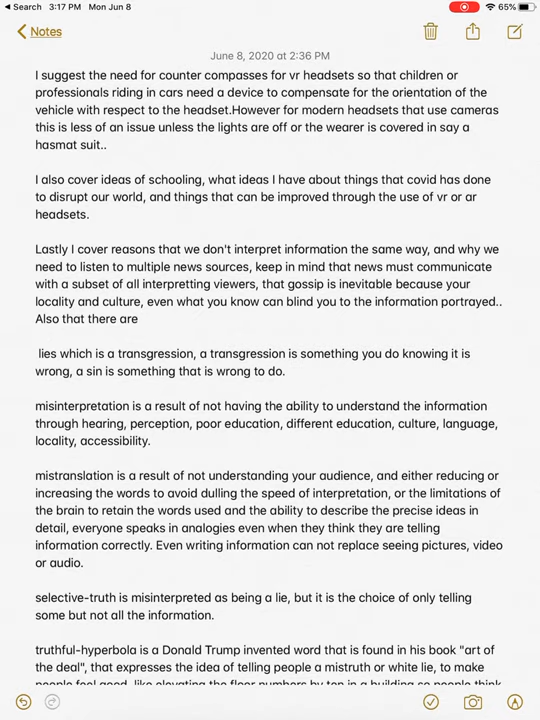 Search 3:17 PM Mon Jun 8 65%
Notes
June 8, 2020 at 2:36 PM
I suggest the need for counter compasses for vr headsets so that children or
professionals riding in cars need a device to compensate for the orientation of the
vehicle with respect to the headset.However for modern headsets that use cameras
this is less of an issue unless the lights are off or the wearer is covered in say a
hasmat suit..
I also cover ideas of schooling, what ideas I have about things that covid has done
to disrupt our world, and things that can be improved through the use of vr or ar
headsets.
Lastly I cover reasons that we don't interpret information the same way, and why we
need to listen to multiple news sources, keep in mind that news must communicate
with a subset of all interpretting viewers, that gossip is inevitable because your
locality and culture, even what you know can blind you to the information portrayed..
Also that there are
lies which is a transgression, a transgression is something you do knowing it is
wrong, a sin is something that is wrong to do.
misinterpretation is a result of not having the ability to understand the information
through hearing, perception, poor education, different education, culture, language,
locality, accessibility.
mistranslation is a result of not understanding your audience, and either reducing or
increasing the words to avoid dulling the speed of interpretation, or the limitations of
the brain to retain the words used and the ability to describe the precise ideas in
detail, everyone speaks in analogies even when they think they are telling
information correctly. Even writing information can not replace seeing pictures, video
or audio.
selective-truth is misinterpreted as being a lie, but it is the choice of only telling
some but not all the information.
truthful-hyperbola is a Donald Trump invented word that is found in his book "art of
the deal", that expresses the idea of telling people a mistruth or white lie, to make
people feel good, like elevating the floor numbers by ten in a building so people think